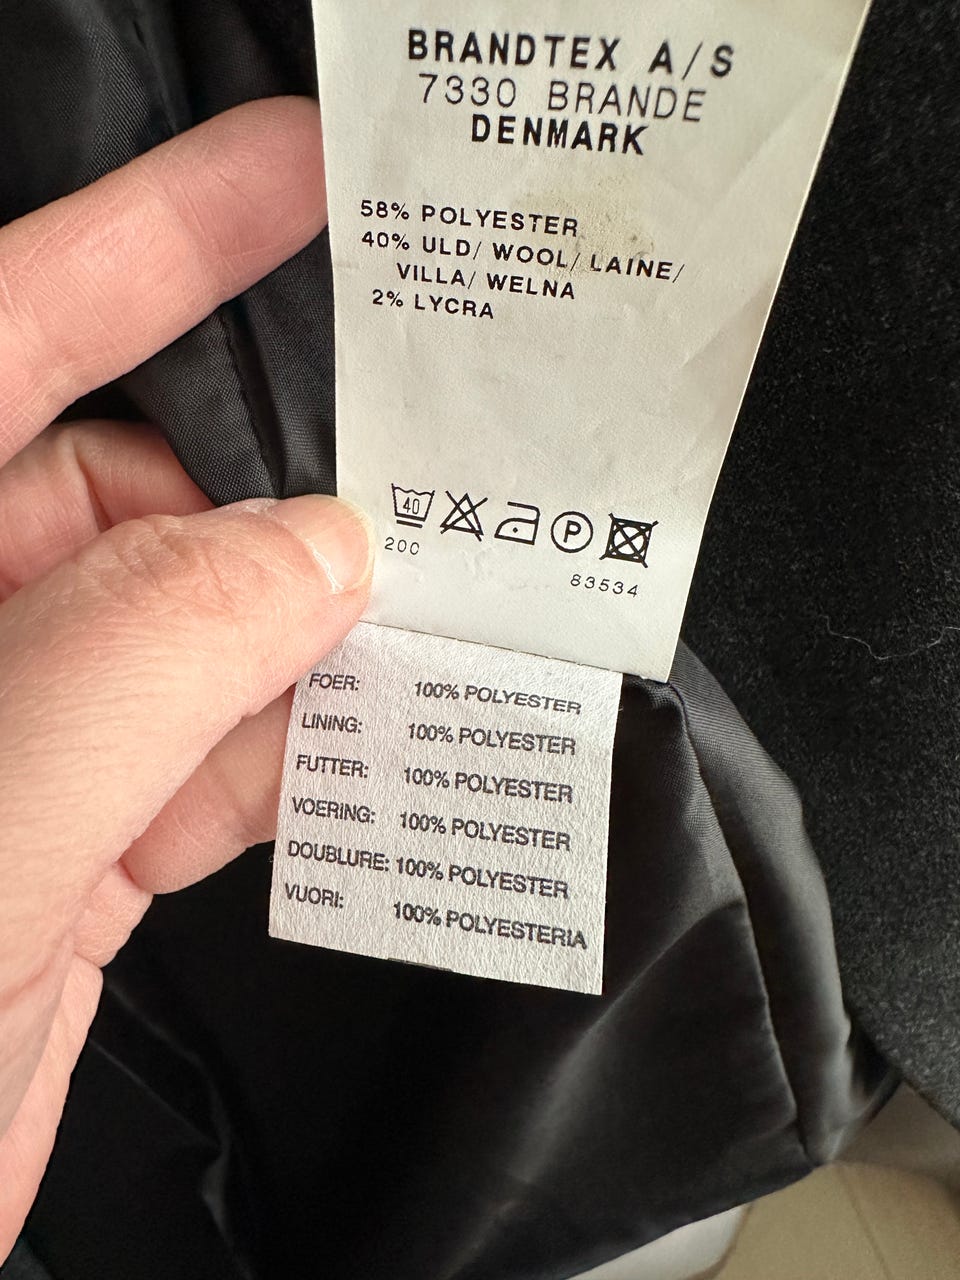 BRANDTEX A/S
7330 BRANDE
DENMARK
58% POLYESTER
40% ULD/ WOOL/ LAINE/
VILLA/ WELNA
2% LYCRA
40
P
200
83534
FOER: 100% POLYESTER
LINING: 100% POLYESTER
FUTTER: 100% POLYESTER
VOERING: 100% POLYESTER
DOUBLURE: 100% POLYESTER
VUORI: 100% POLYESTERIA